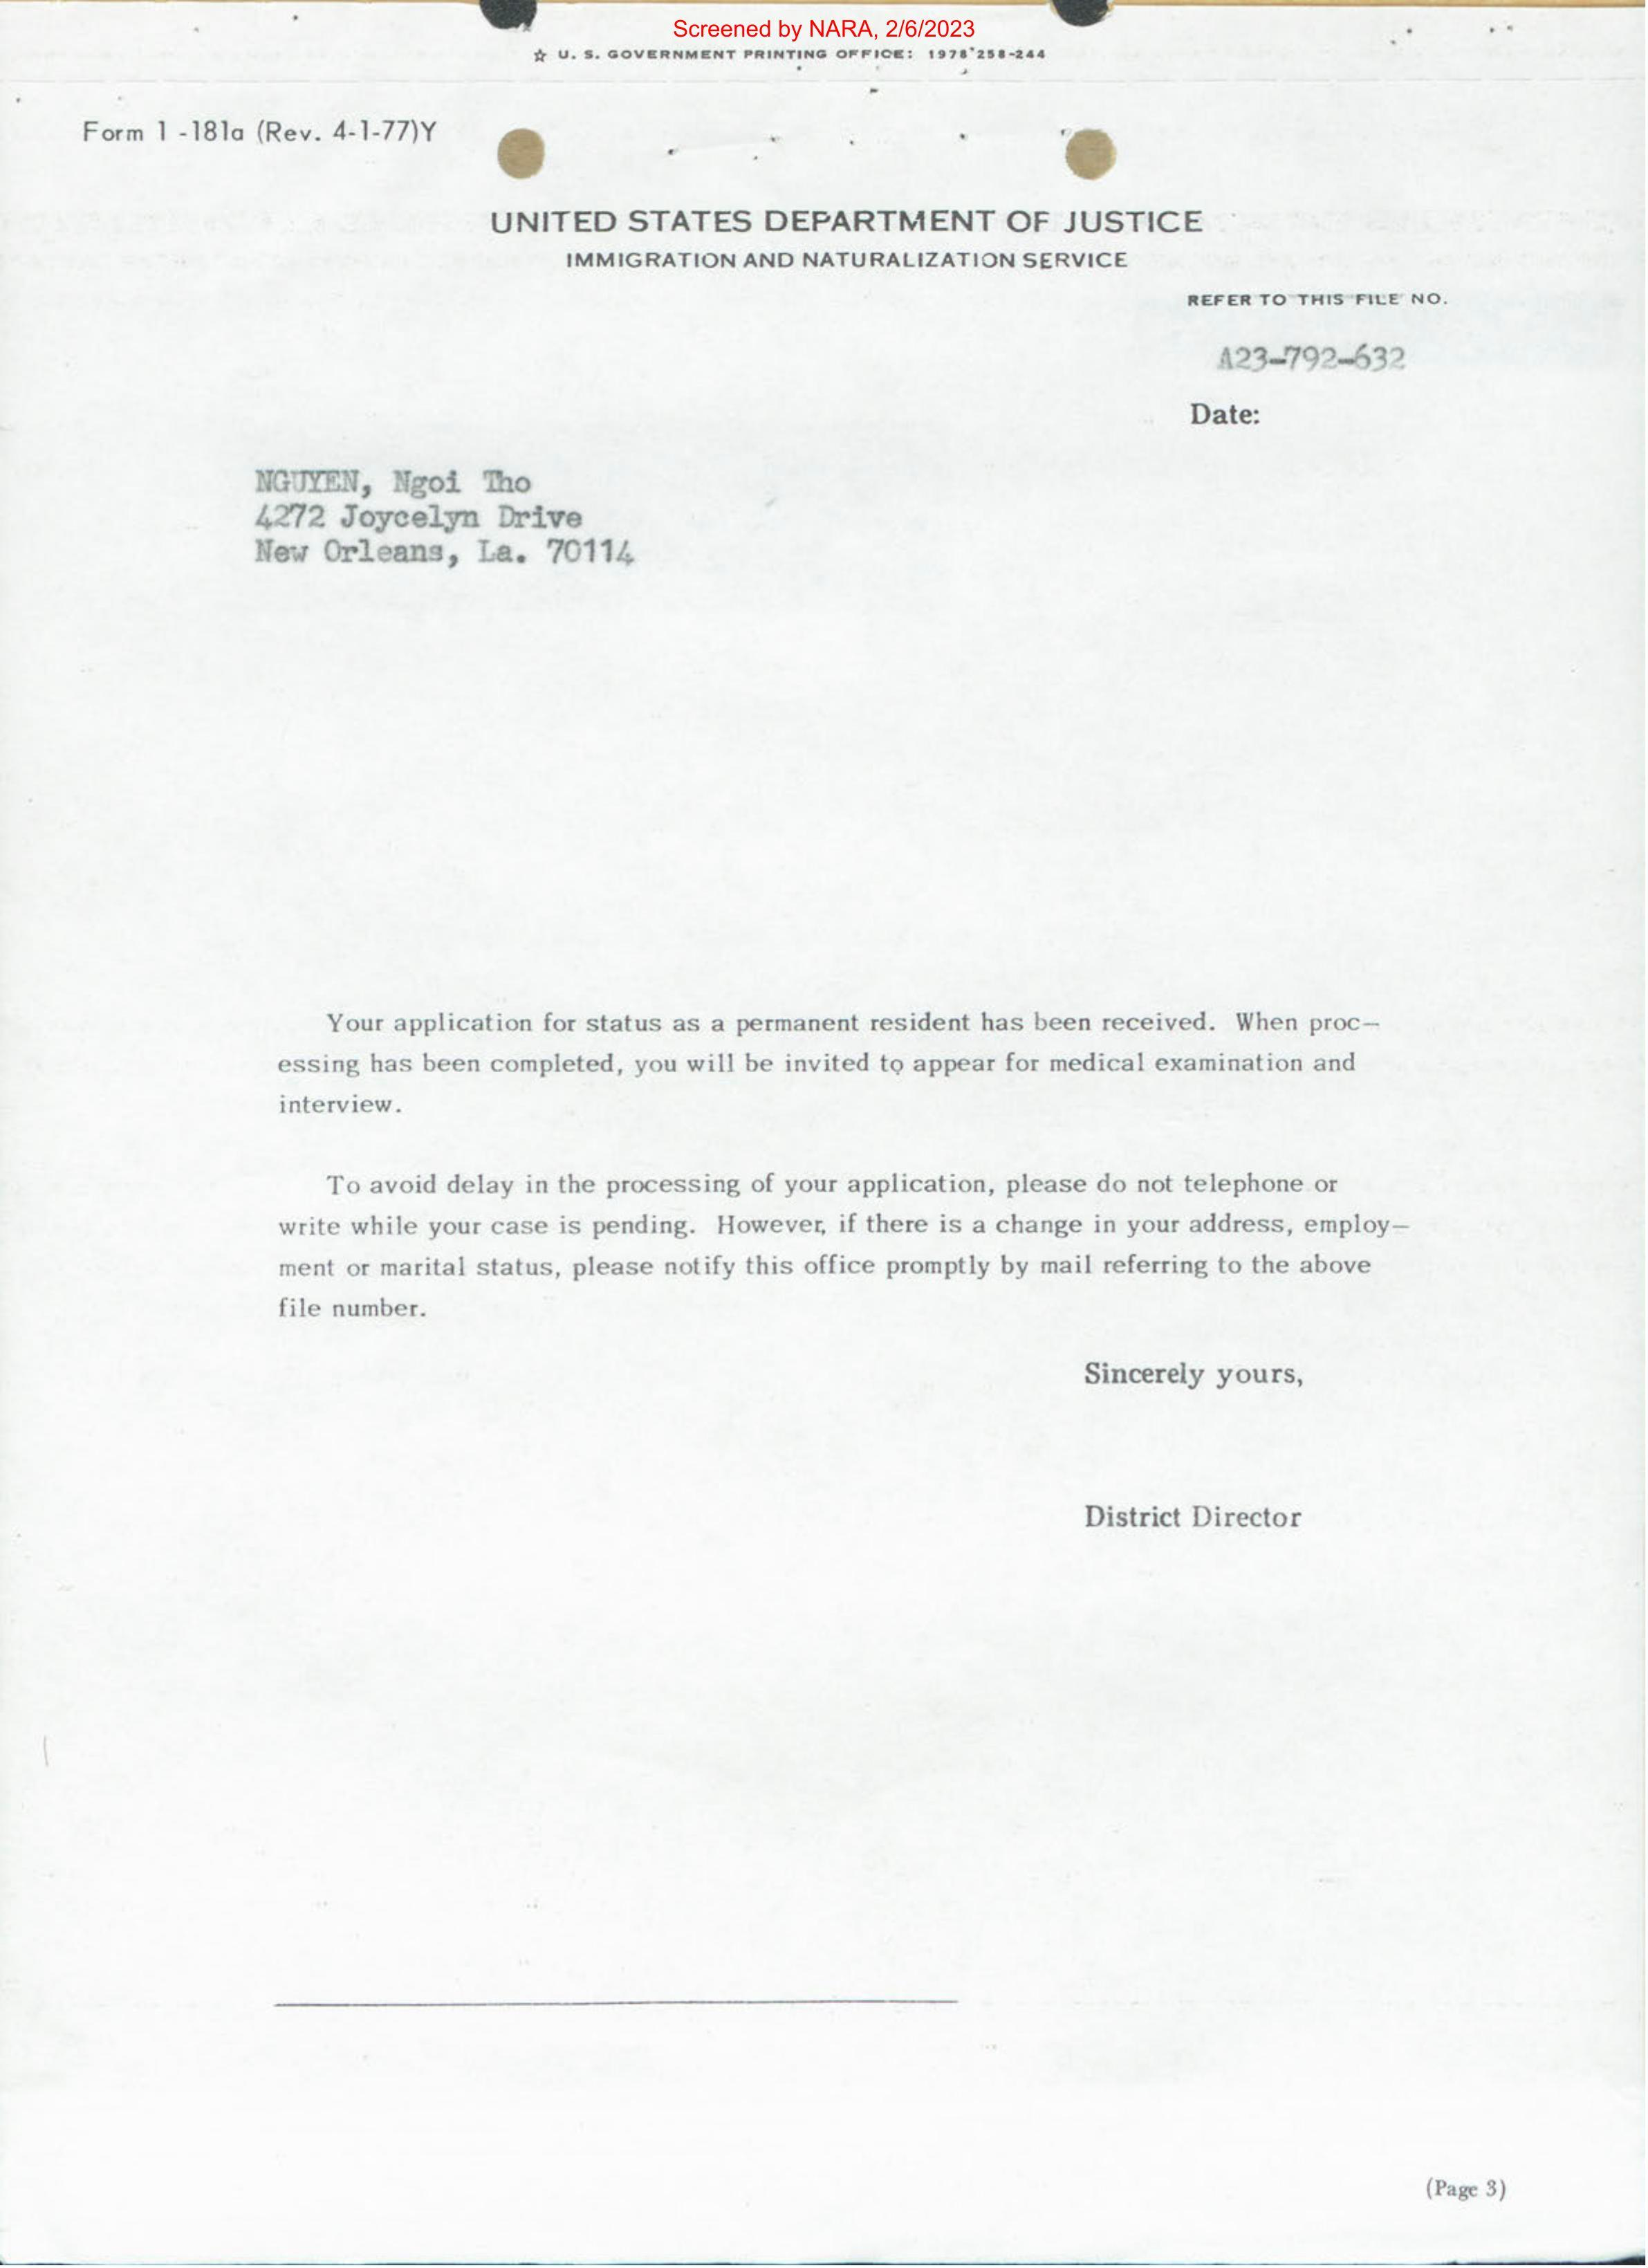 Screened by NARA, 2/6/2023
☆ U. S. GOVERNMENT PRINTING OFFICE: 1978 258-244
Form 1 -181a (Rev. 4-1-77)Y
UNITED STATES DEPARTMENT OF JUSTICE
IMMIGRATION AND NATURALIZATION SERVICE
REFER TO THIS FILE NO.
A23-792-632
Date:
NGUYEN, Ngoi Tho
4272 Joycelyn Drive
New Orleans, La. 70114
Your application for status as a permanent resident has been received. When proc-
essing has been completed, you will be invited to appear for medical examination and
interview.
To avoid delay in the processing of your application, please do not telephone or
write while your case is pending. However, if there is a change in your address, employ-
ment or marital status, please notify this office promptly by mail referring to the above
file number.
Sincerely yours,
District Director
(Page 3)